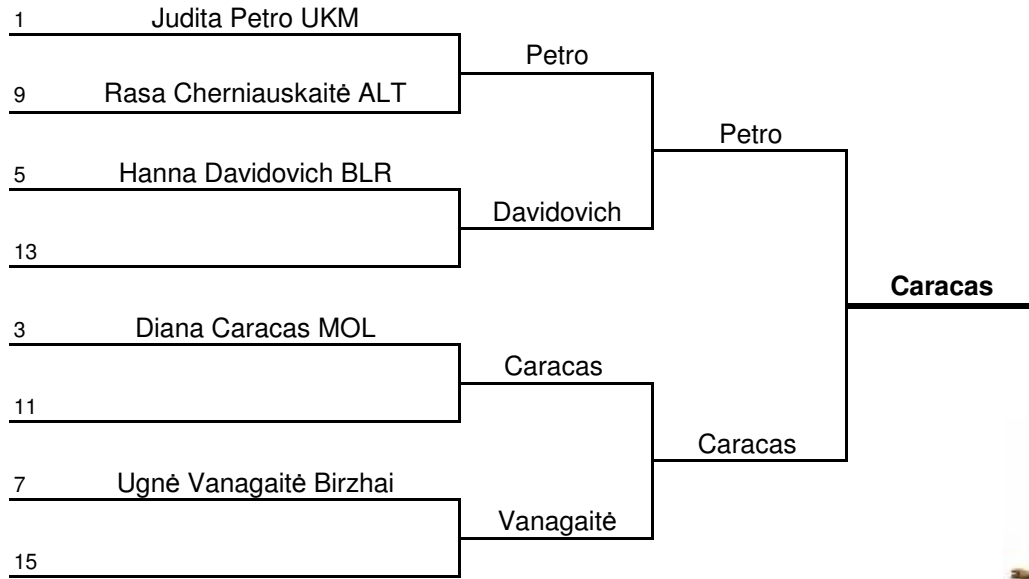 1 Judita Petro UKM
Petro
9 Rasa Cherniauskaitė ALT
Petro
5 Hanna Davidovich BLR
Davidovich
13
Caracas
3 Diana Caracas MOL
Caracas
11
Caracas
7 Ugnė Vanagaitė Birzhai
Vanagaitė
15